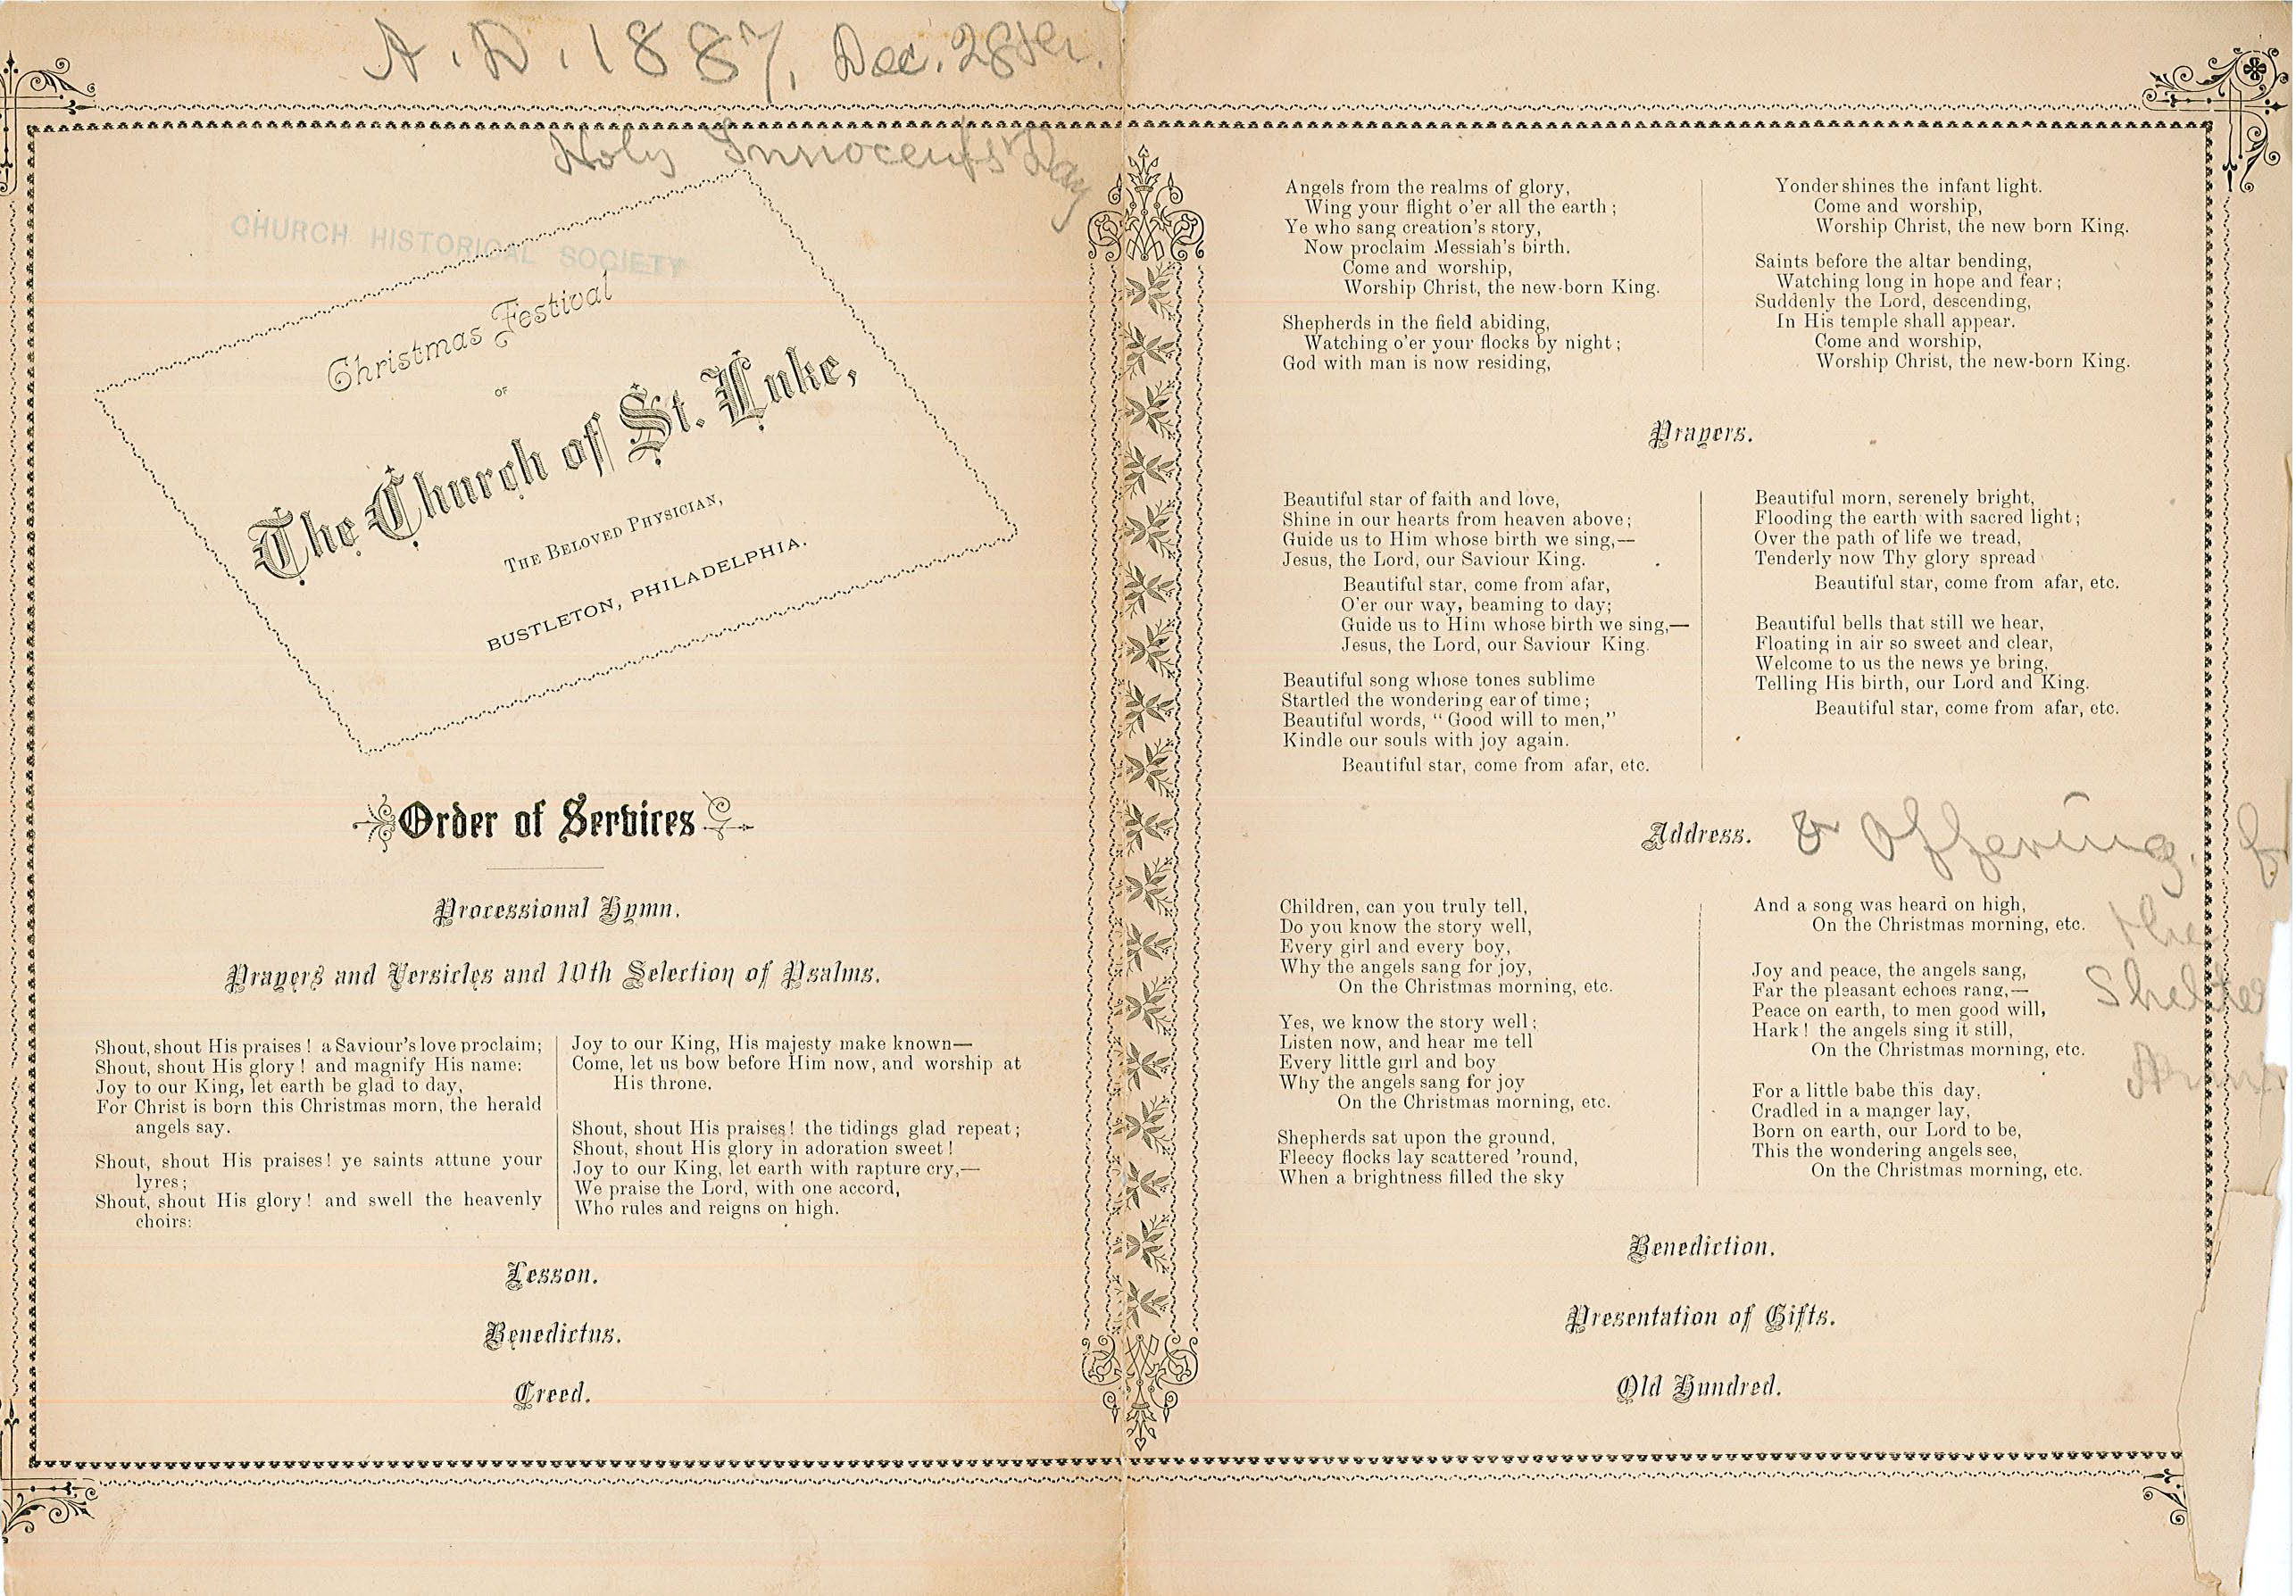 A.D. 1887, Dec. 28th.
Holy Innocents' Day
CHURCH HISTORICAL SOCIETY
Christmas Festival
OF
The Church of St. Luke,
THE BELOVED PHYSICIAN,
BUSTLETON, PHILADELPHIA.
Order of Services
Processional Hymn.
Prayers and Versicles and 10th Selection of Psalms.
Shout, shout His praises! a Saviour's love proclaim;
Shout, shout His glory! and magnify His name:
Joy to our King, let earth be glad to day,
For Christ is born this Christmas morn, the herald
angels say.
Shout, shout His praises! ye saints attune your
lyres;
Shout, shout His glory! and swell the heavenly
choirs:
Joy to our King, His majesty make known—
Come, let us bow before Him now, and worship at
His throne.
Shout, shout His praises! the tidings glad repeat;
Shout, shout His glory in adoration sweet!
Joy to our King, let earth with rapture cry,—
We praise the Lord, with one accord,
Who rules and reigns on high.
Lesson.
Benedictus.
Creed.
Angels from the realms of glory,
Wing your flight o'er all the earth;
Ye who sang creation's story,
Now proclaim Messiah's birth.
Come and worship,
Worship Christ, the new-born King.
Shepherds in the field abiding,
Watching o'er your flocks by night;
God with man is now residing,
Yonder shines the infant light.
Come and worship,
Worship Christ, the new born King.
Saints before the altar bending,
Watching long in hope and fear;
Suddenly the Lord, descending,
In His temple shall appear.
Come and worship,
Worship Christ, the new-born King.
Prayers.
Beautiful star of faith and love,
Shine in our hearts from heaven above;
Guide us to Him whose birth we sing,—
Jesus, the Lord, our Saviour King.
Beautiful star, come from afar,
O'er our way, beaming to day;
Guide us to Him whose birth we sing,—
Jesus, the Lord, our Saviour King.
Beautiful song whose tones sublime
Startled the wondering ear of time;
Beautiful words, "Good will to men,"
Kindle our souls with joy again.
Beautiful star, come from afar, etc.
Beautiful morn, serenely bright,
Flooding the earth with sacred light;
Over the path of life we tread,
Tenderly now Thy glory spread
Beautiful star, come from afar, etc.
Beautiful bells that still we hear,
Floating in air so sweet and clear,
Welcome to us the news ye bring,
Telling His birth, our Lord and King.
Beautiful star, come from afar, etc.
Address. & Offering.
the
Children, can you truly tell,
Do you know the story well,
Every girl and every boy,
Why the angels sang for joy,
On the Christmas morning, etc.
Yes, we know the story well;
Listen now, and hear me tell
Every little girl and boy
Why the angels sang for joy
On the Christmas morning, etc.
Shepherds sat upon the ground,
Fleecy flocks lay scattered 'round,
When a brightness filled the sky
And a song was heard on high,
On the Christmas morning, etc.
Joy and peace, the angels sang,
Far the pleasant echoes rang,—
Peace on earth, to men good will,
Hark! the angels sing it still,
On the Christmas morning, etc.
For a little babe this day,
Cradled in a manger lay,
Born on earth, our Lord to be,
This the wondering angels see,
On the Christmas morning, etc.
Benediction.
Presentation of Gifts.
Old Hundred.